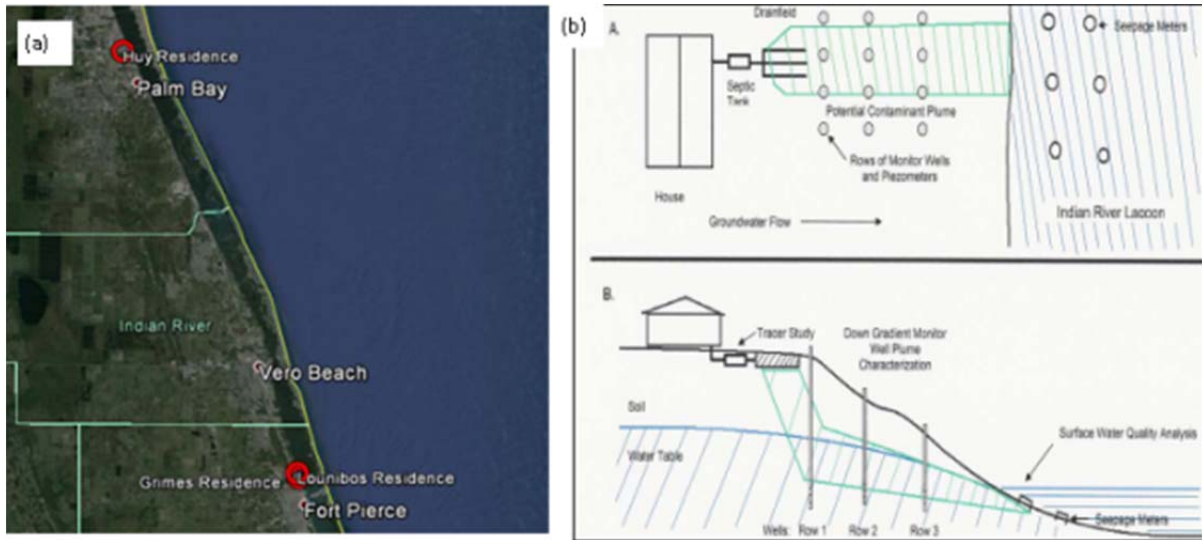 (a)
Huy Residence
Palm Bay
Indian River
Vero Beach
Grimes Residence
Lounibos Residence
Fort Pierce
(b)
A.
Drainfield
Seepage Meters
Septic
Tank
Potential Contaminant Plume
Rows of Monitor Wells
and Piezometers
House
Groundwater Flow
Indian River Lagoon
B.
Tracer Study
Down Gradient Monitor
Well Plume
Characterization
Soil
Water Table
Surface Water Quality Analysis
Seepage Meters
Wells: Row 1 Row 2 Row 3